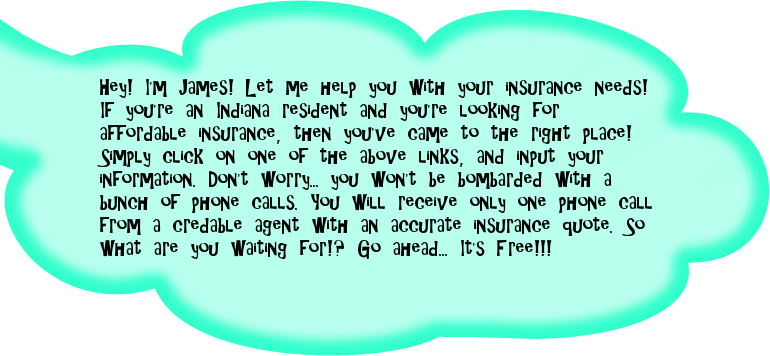 Hey! I'm James! Let me help you with your insurance needs!
If you're an Indiana resident and you're looking for
affordable insurance, then you've came to the right place!
Simply click on one of the above links, and input your
information. Don't worry... you won't be bombarded with a
bunch of phone calls. You will receive only one phone call
from a credable agent with an accurate insurance quote. So
what are you waiting for!? Go ahead... It's Free!!!